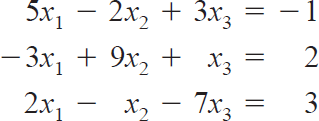 5x₁ − 2x₂ + 3x₃ = −1
−3x₁ + 9x₂ + x₃ = 2
2x₁ − x₂ − 7x₃ = 3